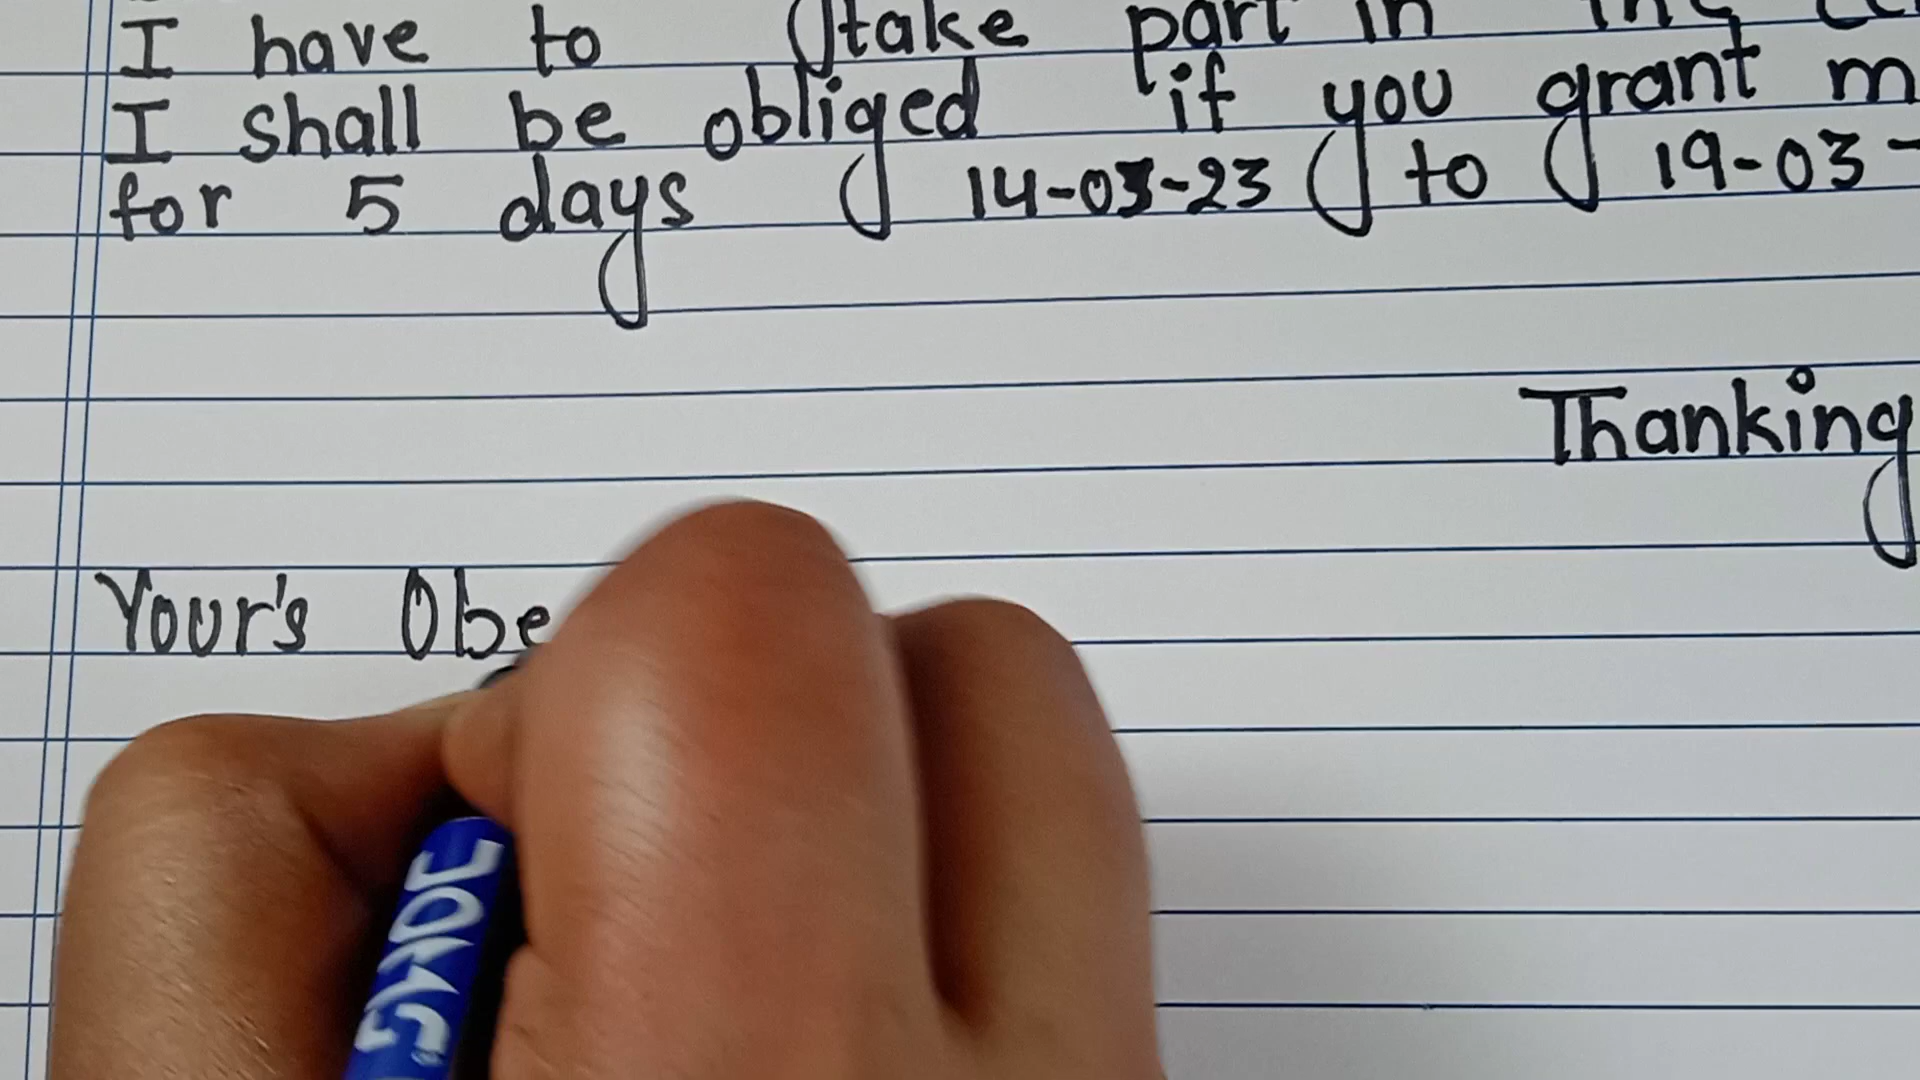 I have to take part in the
I shall be obliged if you grant m
for 5 days 14-03-23 to 19-03-
Thanking
Your's Obe